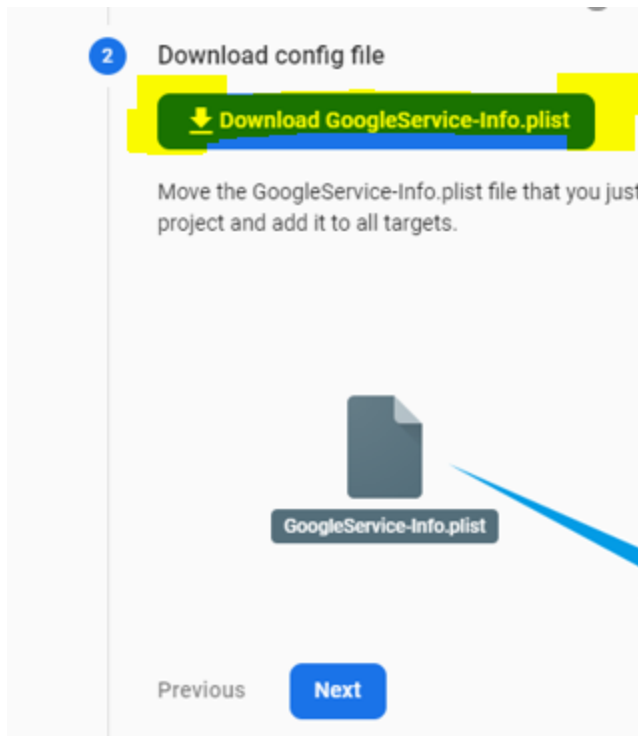 2
Download config file
Download GoogleService-Info.plist
Move the GoogleService-Info.plist file that you just
project and add it to all targets.
GoogleService-Info.plist
Previous
Next